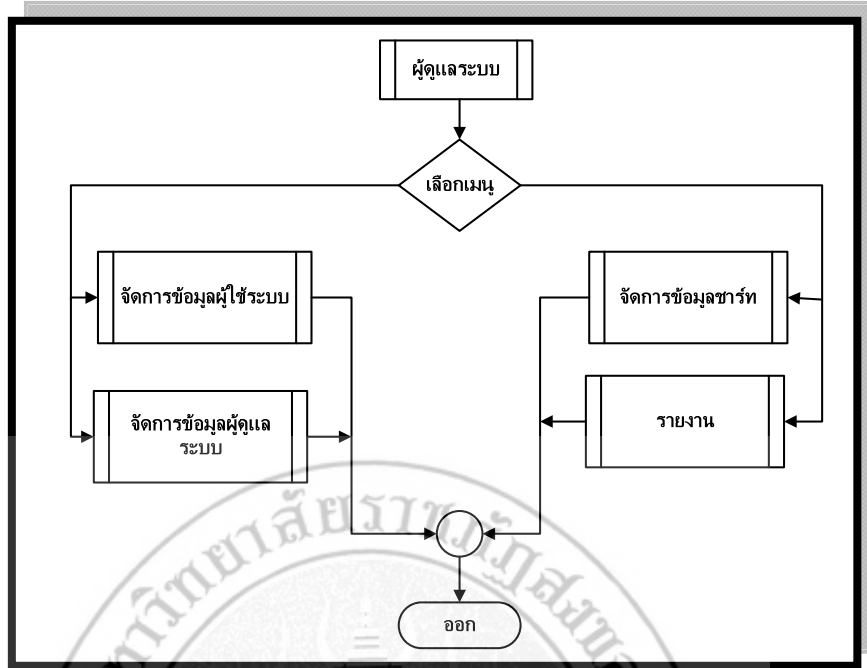 ผู้ดูแลระบบ
เลือกเมนู
จัดการข้อมูลผู้ใช้ระบบ
จัดการข้อมูลชาร์ท
จัดการข้อมูลผู้ดูแล
ระบบ
รายงาน
ออก